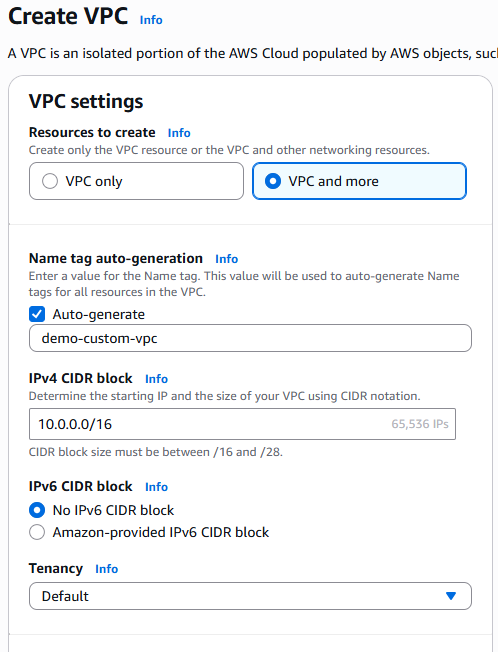 Create VPC Info
A VPC is an isolated portion of the AWS Cloud populated by AWS objects, suc
VPC settings
Resources to create Info
Create only the VPC resource or the VPC and other networking resources.
VPC only
VPC and more
Name tag auto-generation Info
Enter a value for the Name tag. This value will be used to auto-generate Name
tags for all resources in the VPC.
Auto-generate
demo-custom-vpc
IPv4 CIDR block Info
Determine the starting IP and the size of your VPC using CIDR notation.
10.0.0.0/16 65,536 IPs
CIDR block size must be between /16 and /28.
IPv6 CIDR block Info
No IPv6 CIDR block
Amazon-provided IPv6 CIDR block
Tenancy Info
Default